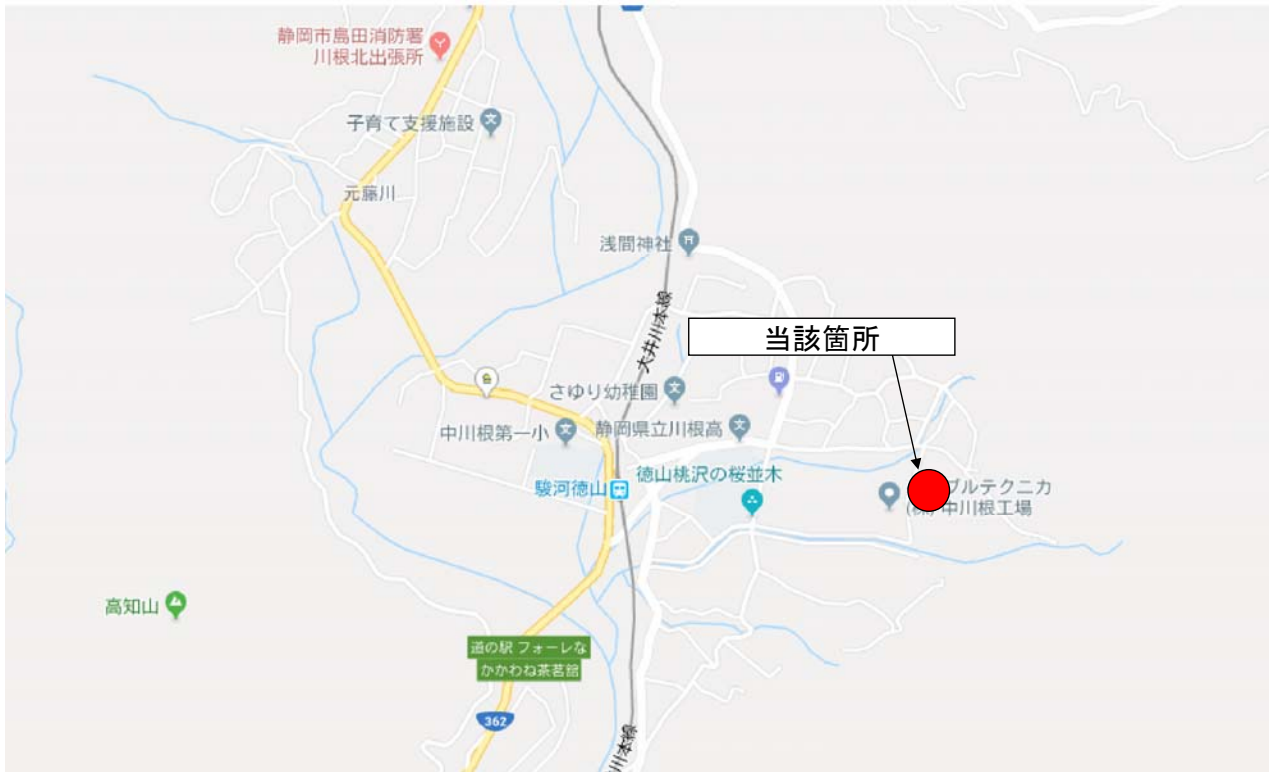 静岡市島田消防署
川根北出張所
子育て支援施設
元藤川
浅間神社
大井川本線
当該箇所
さゆり幼稚園
中川根第一小
静岡県立川根高
駿河徳山
徳山桃沢の桜並木
ブルテクニカ
中川根工場
高知山
道の駅 フォーレな
かかわね茶茗舘
362
川本線